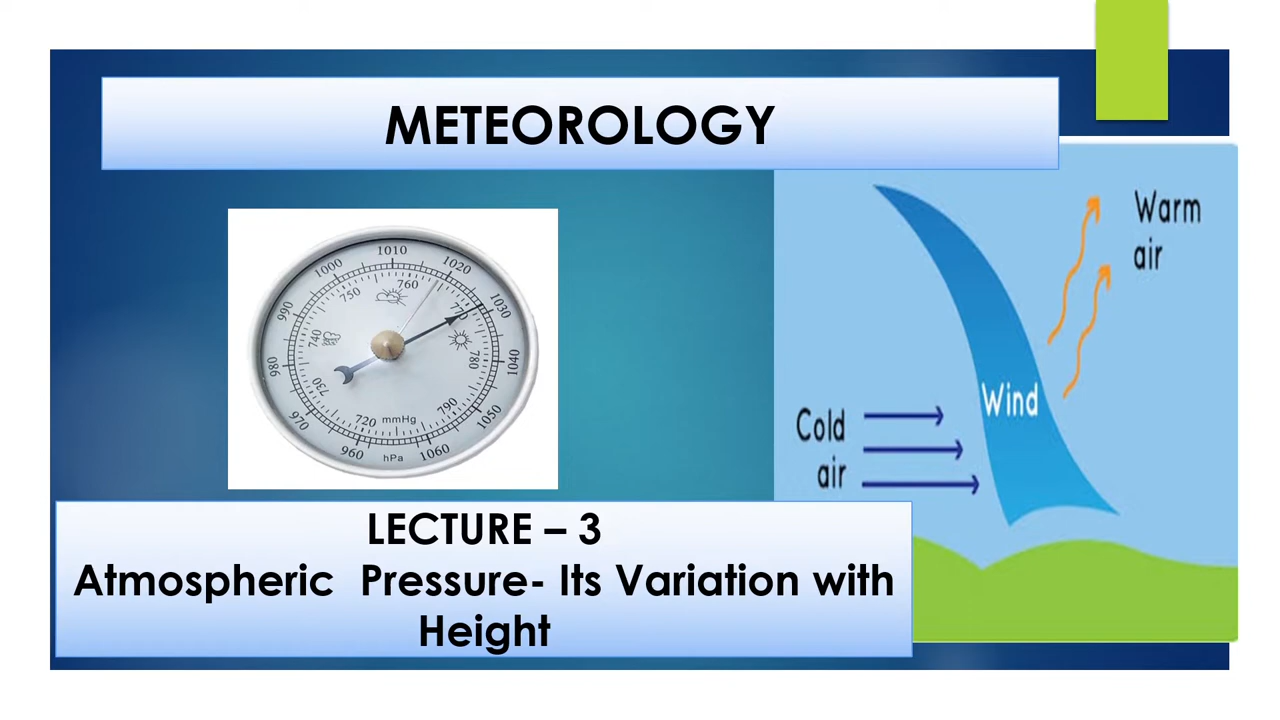 METEOROLOGY
Warm
air
1010
1000
1020
990
1030
980
1040
970
1050
960
1060
760
750
770
740
780
730
790
720
mmHg
hPa
Wind
Cold
air
LECTURE – 3
Atmospheric Pressure- Its Variation with
Height